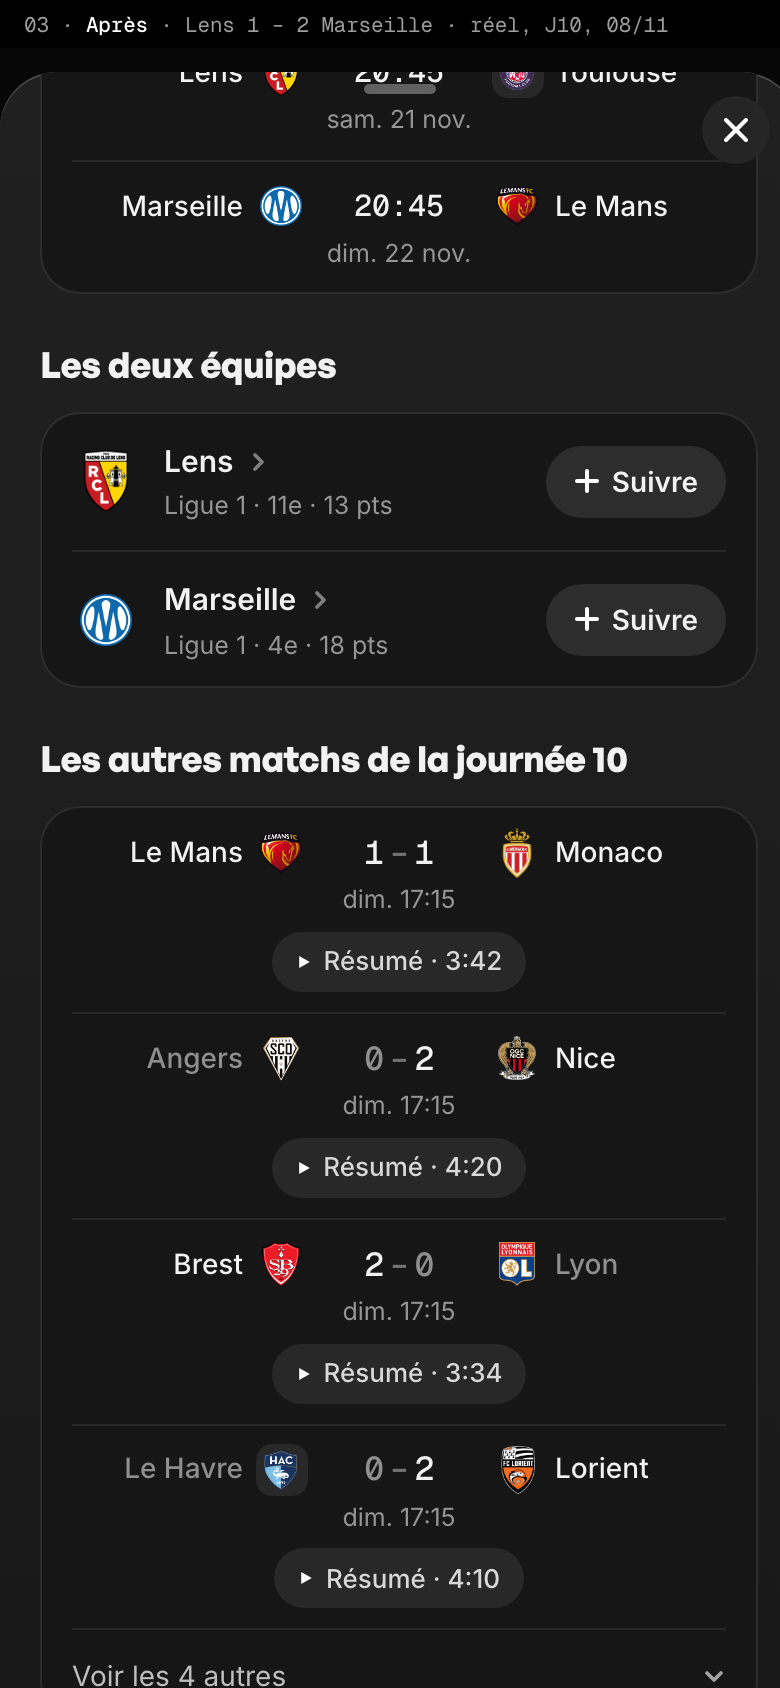 03 · Après · Lens 1 – 2 Marseille · réel, J10, 08/11
Lens 20:45 Toulouse
sam. 21 nov.
Marseille 20:45 Le Mans
dim. 22 nov.
Les deux équipes
Lens
Ligue 1 · 11e · 13 pts
+ Suivre
Marseille
Ligue 1 · 4e · 18 pts
+ Suivre
Les autres matchs de la journée 10
Le Mans 1 – 1 Monaco
dim. 17:15
Résumé · 3:42
Angers 0 – 2 Nice
dim. 17:15
Résumé · 4:20
Brest 2 – 0 Lyon
dim. 17:15
Résumé · 3:34
Le Havre 0 – 2 Lorient
dim. 17:15
Résumé · 4:10
Voir les 4 autres